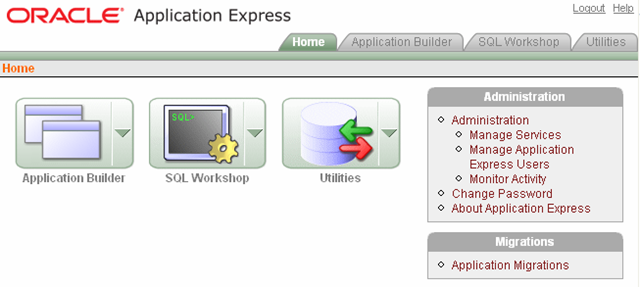 ORACLE Application Express
Logout Help
Home Application Builder SQL Workshop Utilities
Home
SQL>
Application Builder SQL Workshop Utilities
Administration
Administration
Manage Services
Manage Application
Express Users
Monitor Activity
Change Password
About Application Express
Migrations
Application Migrations